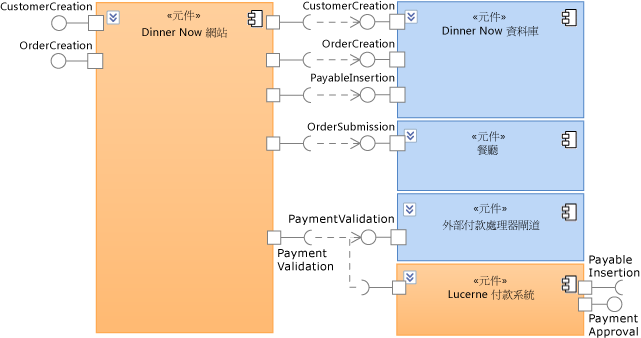 CustomerCreation
OrderCreation
«元件»
Dinner Now 網站
CustomerCreation
OrderCreation
PayableInsertion
OrderSubmission
PaymentValidation
Payment
Validation
«元件»
Dinner Now 資料庫
«元件»
餐廳
«元件»
外部付款處理器閘道
«元件»
Lucerne 付款系統
Payable
Insertion
Payment
Approval